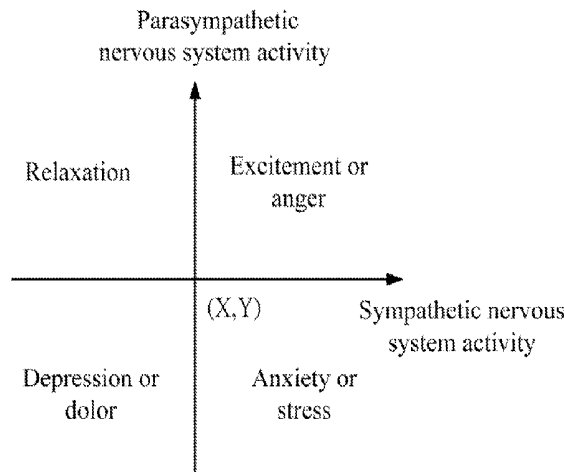 Parasympathetic
nervous system activity
Relaxation
Excitement or
anger
(X,Y)
Sympathetic nervous
system activity
Depression or
dolor
Anxiety or
stress